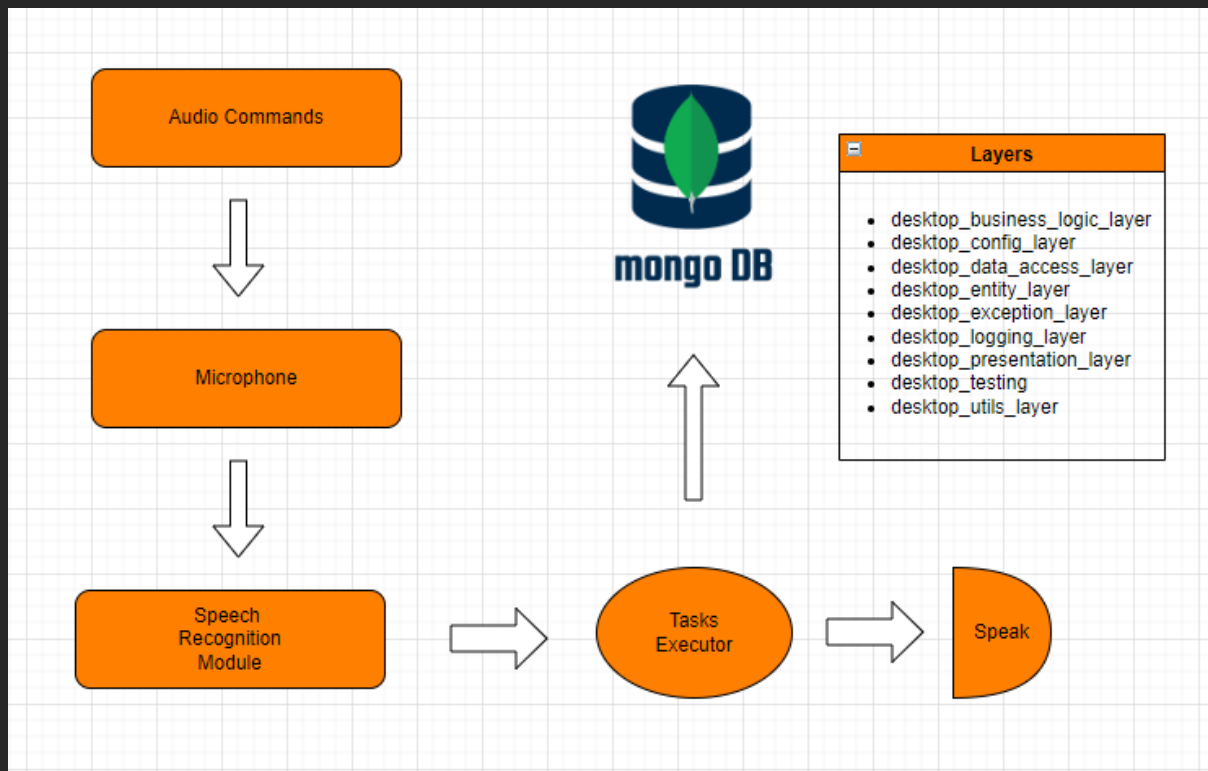 Audio Commands
Microphone
Speech
Recognition
Module
Tasks
Executor
Speak
mongo DB
Layers
desktop_business_logic_layer
desktop_config_layer
desktop_data_access_layer
desktop_entity_layer
desktop_exception_layer
desktop_logging_layer
desktop_presentation_layer
desktop_testing
desktop_utils_layer